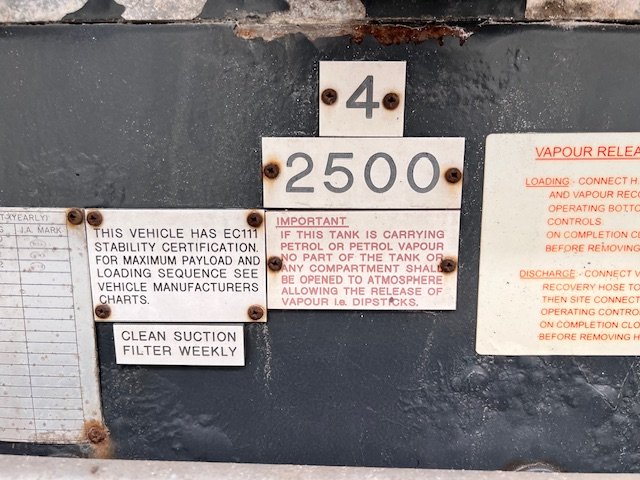 4
2500
(YEARLY)
J.A. MARK
THIS VEHICLE HAS EC111
STABILITY CERTIFICATION.
FOR MAXIMUM PAYLOAD AND
LOADING SEQUENCE SEE
VEHICLE MANUFACTURERS
CHARTS.
CLEAN SUCTION
FILTER WEEKLY
IMPORTANT
IF THIS TANK IS CARRYING
PETROL OR PETROL VAPOUR
NO PART OF THE TANK OR
ANY COMPARTMENT SHALL
BE OPENED TO ATMOSPHERE
ALLOWING THE RELEASE OF
VAPOUR i.e. DIPSTICKS.
VAPOUR RELEA
LOADING - CONNECT H
AND VAPOUR RECO
OPERATING BOTTO
CONTROLS.
ON COMPLETION CL
BEFORE REMOVING
DISCHARGE - CONNECT V
RECOVERY HOSE TO
THEN SITE CONNECT
OPERATING CONTROL
ON COMPLETION CLO
BEFORE REMOVING H